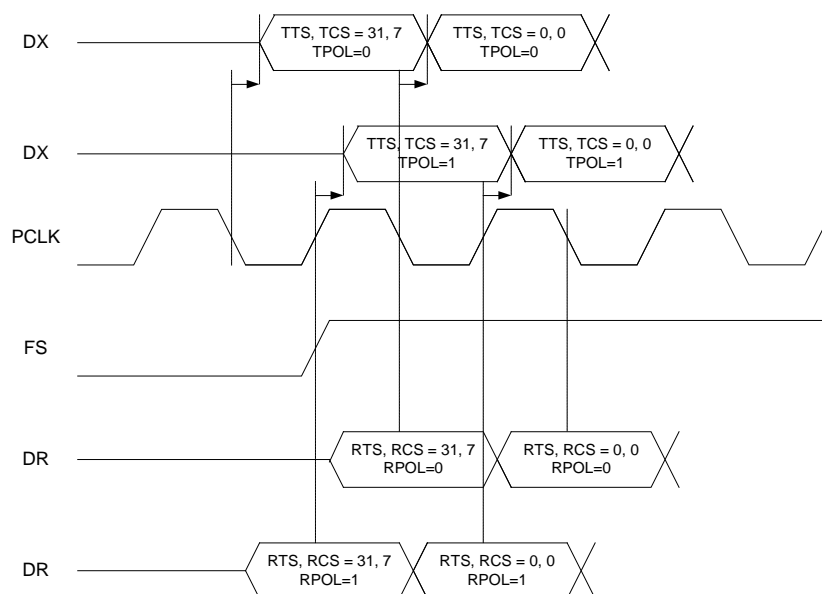 DX
TTS, TCS = 31, 7
TPOL=0
TTS, TCS = 0, 0
TPOL=0
DX
TTS, TCS = 31, 7
TPOL=1
TTS, TCS = 0, 0
TPOL=1
PCLK
FS
DR
RTS, RCS = 31, 7
RPOL=0
RTS, RCS = 0, 0
RPOL=0
DR
RTS, RCS = 31, 7
RPOL=1
RTS, RCS = 0, 0
RPOL=1